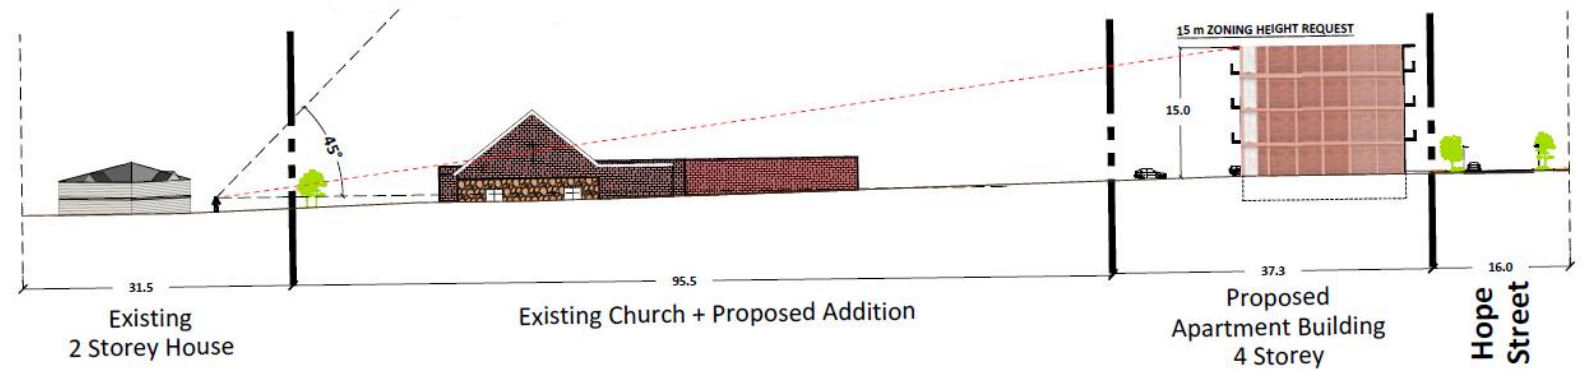 15 m ZONING HEIGHT REQUEST
45°
15.0
31.5
95.5
37.3
16.0
Existing
2 Storey House
Existing Church + Proposed Addition
Proposed
Apartment Building
4 Storey
Hope
Street